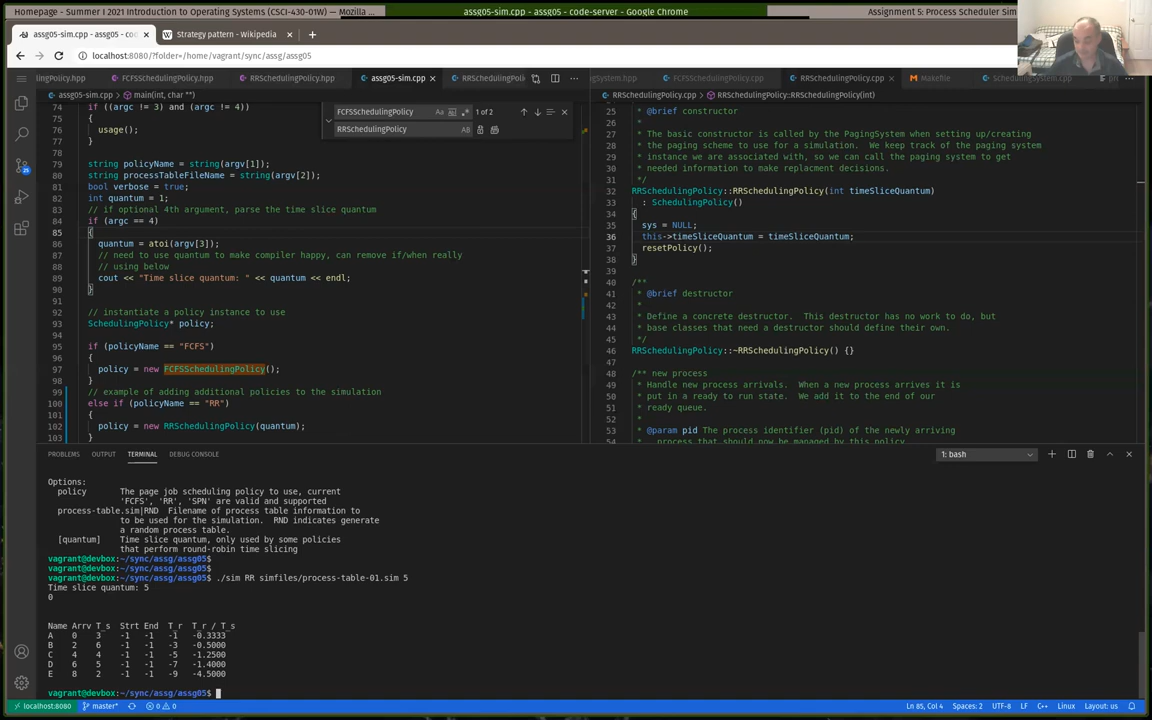 Homepage - Summer I 2021 Introduction to Operating Systems (CSCI-430-01W) - Mozilla ...
assg05-sim.cpp - assg05 - code-server - Google Chrome
Assignment 5: Process Scheduler Sim
assg05-sim.cpp - assg05 - cod
Strategy pattern - wikipedia
localhost:8080/?folder=/home/vagrant/sync/assg/assg05
FCFSSchedulingPolicy.hpp
RRSchedulingPolicy.hpp
assg05-sim.cpp
RRSchedulingPoli
ngSystem.hpp
FCFSSchedulingPolicy.cpp
RRSchedulingPolicy.cpp
Makefile
SchedulingSystem.cpp
assg05-sim.cpp > main(int, char **)
RRSchedulingPolicy.cpp > RRSchedulingPolicy::RRSchedulingPolicy(int)
FCFSSchedulingPolicy
1 of 2
RRSchedulingPolicy
74 if ((argc != 3) and (argc != 4))
75 {
76 usage();
77 }
78
79 string policyName = string(argv[1]);
80 string processTableFileName = string(argv[2]);
81 bool verbose = true;
82 int quantum = 1;
83 // if optional 4th argument, parse the time slice quantum
84 if (argc == 4)
85 {
86 quantum = atoi(argv[3]);
87 // need to use quantum to make compiler happy, can remove if/when really
88 // using below
89 cout << "Time slice quantum: " << quantum << endl;
90 }
91
92 // instantiate a policy instance to use
93 SchedulingPolicy* policy;
94
95 if (policyName == "FCFS")
96 {
97 policy = new FCFSSchedulingPolicy();
98 }
99 // example of adding additional policies to the simulation
100 else if (policyName == "RR")
101 {
102 policy = new RRSchedulingPolicy(quantum);
103 }
25 * @brief constructor
26 *
27 * The basic constructor is called by the PagingSystem when setting up/creating
28 * the paging scheme to use for a simulation. We keep track of the paging system
29 * instance we are associated with, so we can call the paging system to get
30 * needed information to make replacment decisions.
31 */
32 RRSchedulingPolicy::RRSchedulingPolicy(int timeSliceQuantum)
33 : SchedulingPolicy()
34 {
35 sys = NULL;
36 this->timeSliceQuantum = timeSliceQuantum;
37 resetPolicy();
38 }
39
40 /**
41 * @brief destructor
42 *
43 * Define a concrete destructor. This destructor has no work to do, but
44 * base classes that need a destructor should define their own.
45 */
46 RRSchedulingPolicy::~RRSchedulingPolicy() {}
47
48 /** new process
49 * Handle new process arrivals. When a process arrives it is
50 * put in a ready to run state. We add it to the end of our
51 * ready queue.
52 *
53 * @param pid The process identifier (pid) of the newly arriving
54 * process that should now be managed by this policy
PROBLEMS OUTPUT TERMINAL DEBUG CONSOLE
1: bash
Options:
policy The page job scheduling policy to use, current
'FCFS', 'RR', 'SPN' are valid and supported
process-table.sim|RND Filename of process table information to
to be used for the simulation. RND indicates generate
a random process table.
[quantum] Time slice quantum, only used by some policies
that perform round-robin time slicing
vagrant@devbox:~/sync/assg/assg05$
vagrant@devbox:~/sync/assg/assg05$
vagrant@devbox:~/sync/assg/assg05$ ./sim RR simfiles/process-table-01.sim 5
Time slice quantum: 5
0
Name Arrv T_s Strt End T_r T_r / T_s
A 0 3 -1 -1 -1 -0.3333
B 2 6 -1 -1 -3 -0.5000
C 4 4 -1 -1 -5 -1.2500
D 6 5 -1 -1 -7 -1.4000
E 8 2 -1 -1 -9 -4.5000
vagrant@devbox:~/sync/assg/assg05$
localhost:8080
master*
0 0
Ln 85, Col 4
Spaces: 2
UTF-8
LF
C++
Linux
Layout: us